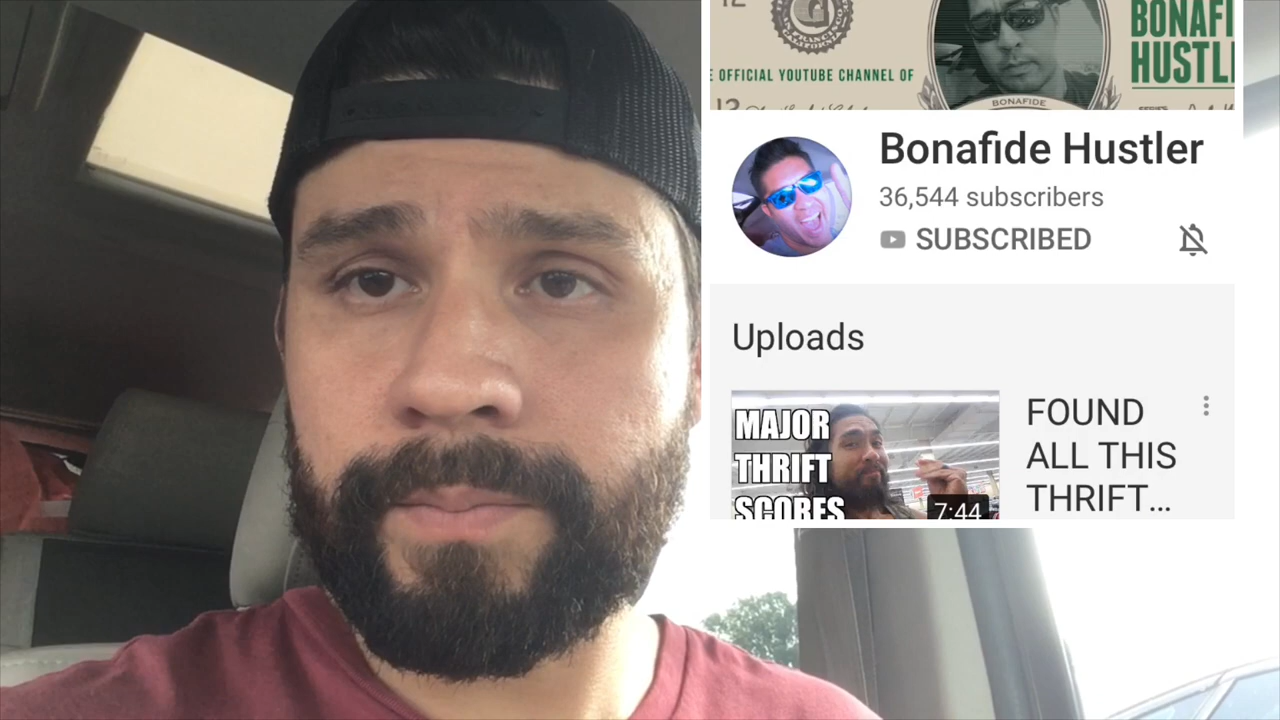 E OFFICIAL YOUTUBE CHANNEL OF
BONAFI
HUSTL
BONAFIDE
Bonafide Hustler
36,544 subscribers
SUBSCRIBED
Uploads
MAJOR
THRIFT
SCORES
7:44
FOUND
ALL THIS
THRIFT...